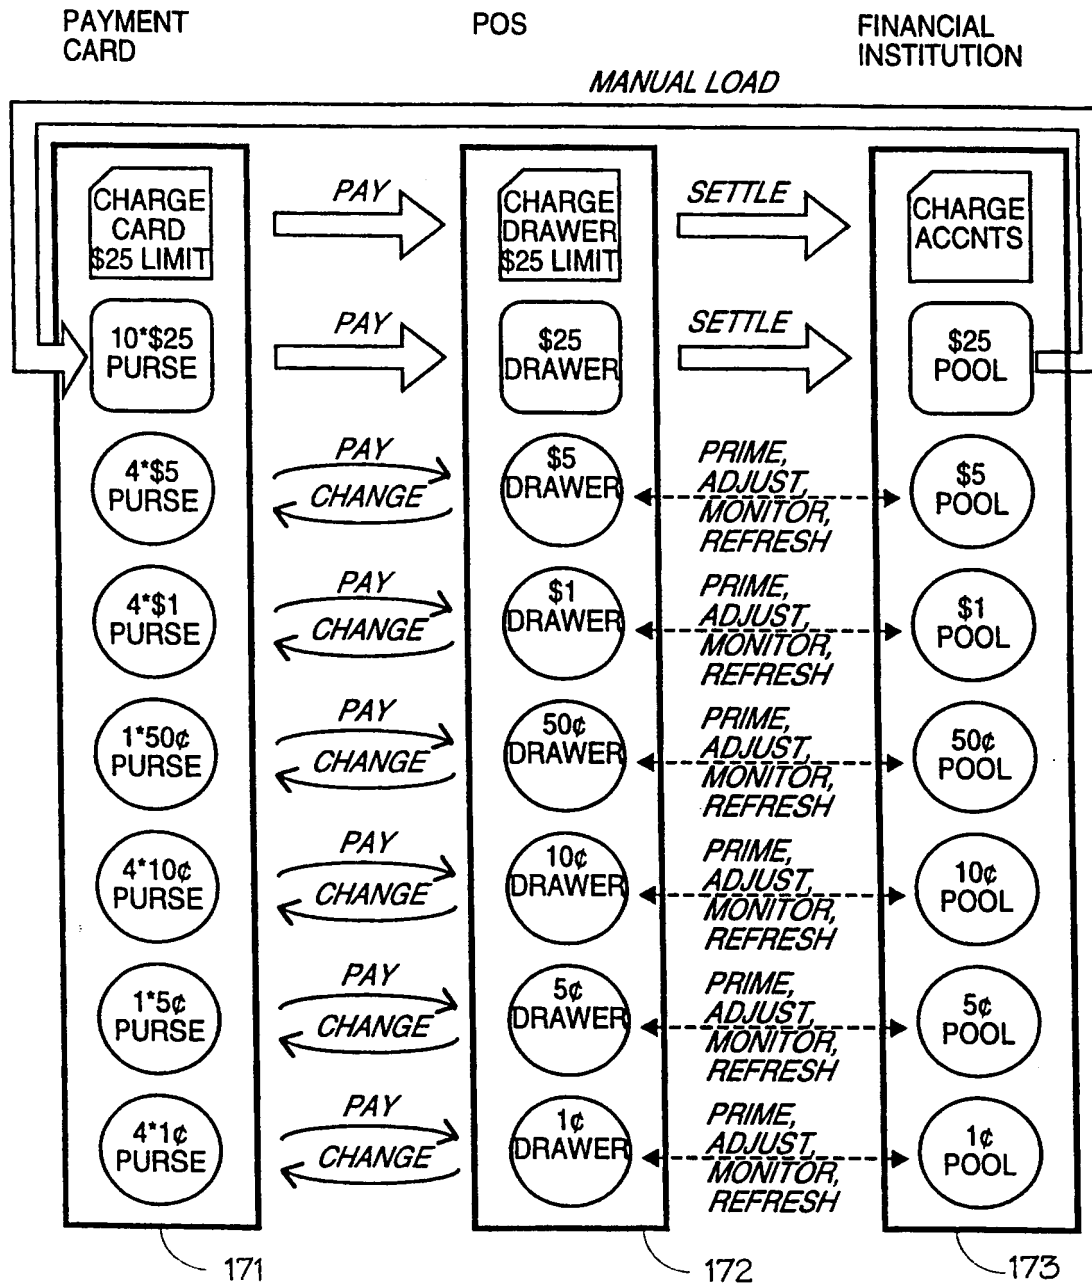 PAYMENT
CARD
POS
FINANCIAL
INSTITUTION
MANUAL LOAD
CHARGE
CARD
$25 LIMIT
PAY
CHARGE
DRAWER
$25 LIMIT
SETTLE
CHARGE
ACCNTS
10*$25
PURSE
PAY
$25
DRAWER
SETTLE
$25
POOL
4*$5
PURSE
PAY
CHANGE
$5
DRAWER
PRIME,
ADJUST,
MONITOR,
REFRESH
$5
POOL
4*$1
PURSE
PAY
CHANGE
$1
DRAWER
PRIME,
ADJUST,
MONITOR,
REFRESH
$1
POOL
1*50¢
PURSE
PAY
CHANGE
50¢
DRAWER
PRIME,
ADJUST,
MONITOR,
REFRESH
50¢
POOL
4*10¢
PURSE
PAY
CHANGE
10¢
DRAWER
PRIME,
ADJUST,
MONITOR,
REFRESH
10¢
POOL
1*5¢
PURSE
PAY
CHANGE
5¢
DRAWER
PRIME,
ADJUST,
MONITOR,
REFRESH
5¢
POOL
4*1¢
PURSE
PAY
CHANGE
1¢
DRAWER
PRIME,
ADJUST,
MONITOR,
REFRESH
1¢
POOL
171
172
173